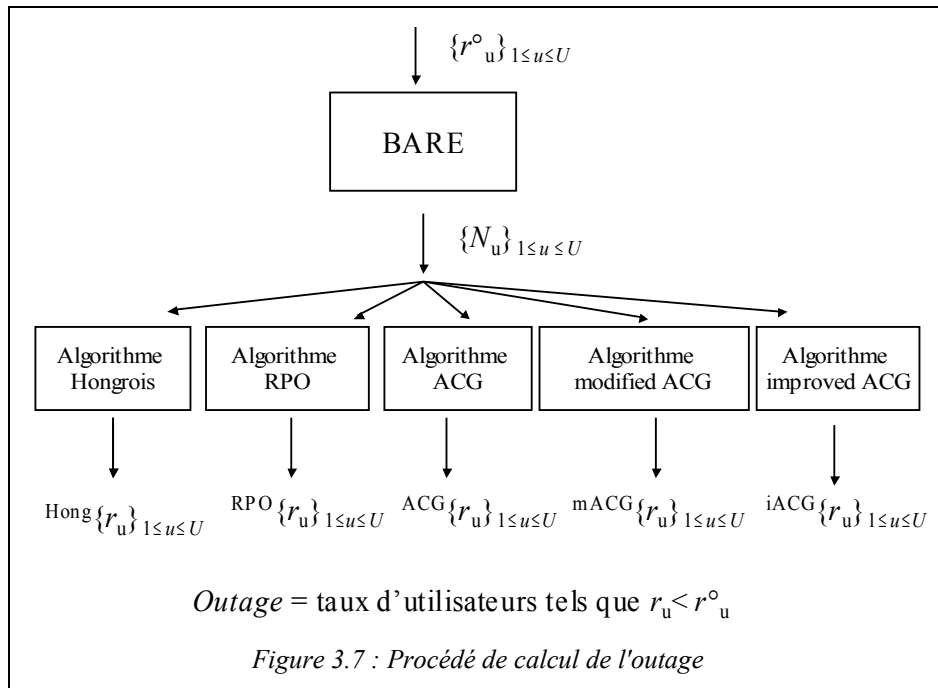 {r°u}1≤u≤U
BARE
{Nu}1≤u≤U
Algorithme Hongrois
Algorithme RPO
Algorithme ACG
Algorithme modified ACG
Algorithme improved ACG
Hong{ru}1≤u≤U
RPO{ru}1≤u≤U
ACG{ru}1≤u≤U
mACG{ru}1≤u≤U
iACG{ru}1≤u≤U
Outage = taux d’utilisateurs tels que ru< r°u
Figure 3.7 : Procédé de calcul de l'outage